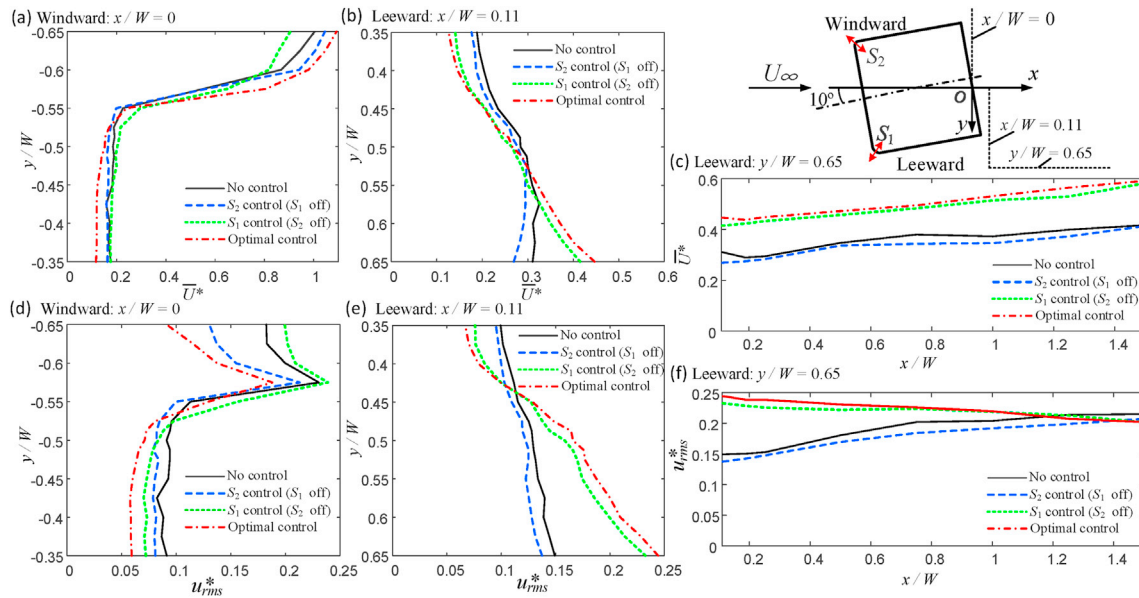 (a) Windward: x / W = 0
-0.65
-0.6
-0.55
-0.45
-0.35
y / W
No control
S2 control (S1 off)
S1 control (S2 off)
Optimal control
0 0.2 0.4 0.6 0.8 1
U̅*
(b) Leeward: x / W = 0.11
0.35
0.4
0.45
0.55
0.6
0.65
y / W
No control
S2 control (S1 off)
S1 control (S2 off)
Optimal control
0 0.1 0.2 0.3 0.4 0.5 0.6
U̅*
Windward
x / W = 0
S2
U∞
x
10°
O
S1
y
x / W = 0.11
Leeward
y / W = 0.65
(c) Leeward: y / W = 0.65
0.6
0.4
0.2
0
U̅*
No control
S2 control (S1 off)
S1 control (S2 off)
Optimal control
0.2 0.4 0.6 0.8 1 1.2 1.4
x / W
(d) Windward: x / W = 0
-0.65
-0.6
-0.55
-0.5
-0.45
-0.4
-0.35
y / W
No control
S2 control (S1 off)
S1 control (S2 off)
Optimal control
0 0.05 0.1 0.15 0.2 0.25
u*rms
(e) Leeward: x / W = 0.11
0.35
0.4
0.45
0.5
0.55
0.6
0.65
y / W
No control
S2 control (S1 off)
S1 control (S2 off)
Optimal control
0 0.05 0.1 0.15 0.2 0.25
u*rms
(f) Leeward: y / W = 0.65
0.25
0.2
0.15
0.1
0.05
0
u*rms
No control
S2 control (S1 off)
S1 control (S2 off)
Optimal control
0.2 0.4 0.6 0.8 1 1.2 1.4
x / W